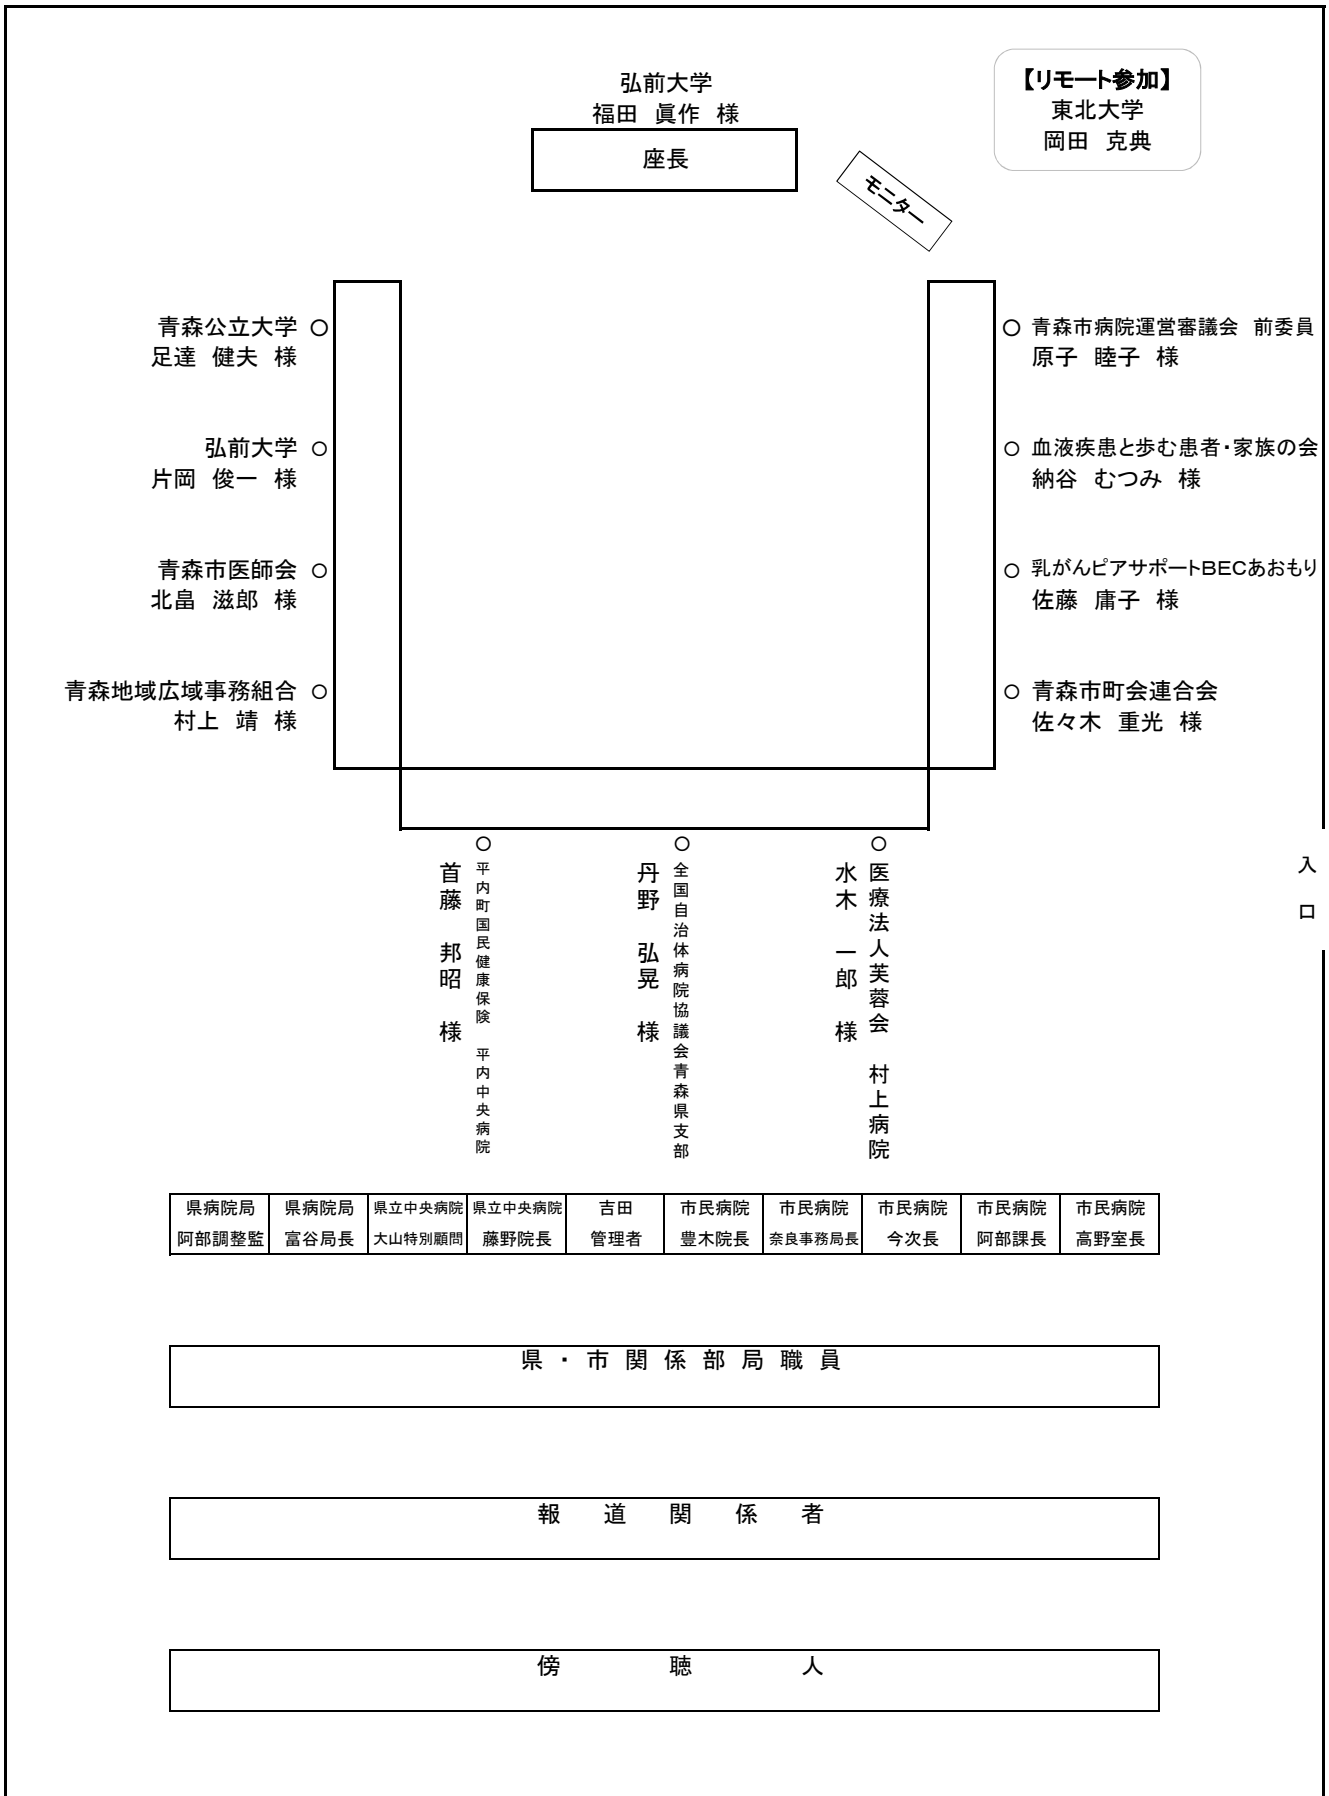 弘前大学
福田　眞作　様
座長
【リモート参加】
東北大学
岡田　克典
モニター
青森公立大学 ○
足達　健夫　様
弘前大学 ○
片岡　俊一　様
青森市医師会 ○
北畠　滋郎　様
青森地域広域事務組合 ○
村上　靖　様
○ 青森市病院運営審議会　前委員
原子　睦子　様
○ 血液疾患と歩む患者・家族の会
納谷　むつみ　様
○ 乳がんピアサポートBECあおもり
佐藤　庸子　様
○ 青森市町会連合会
佐々木　重光　様
○ 平内町国民健康保険　平内中央病院
首藤　邦昭　様
○ 全国自治体病院協議会青森県支部
丹野　弘晃　様
○ 医療法人芙蓉会　村上病院
水木　一郎　様
入口
県病院局
阿部調整監
県病院局
富谷局長
県立中央病院
大山特別顧問
県立中央病院
藤野院長
吉田
管理者
市民病院
豊木院長
市民病院
奈良事務局長
市民病院
今次長
市民病院
阿部課長
市民病院
高野室長
県・市関係部局職員
報道関係者
傍聴人